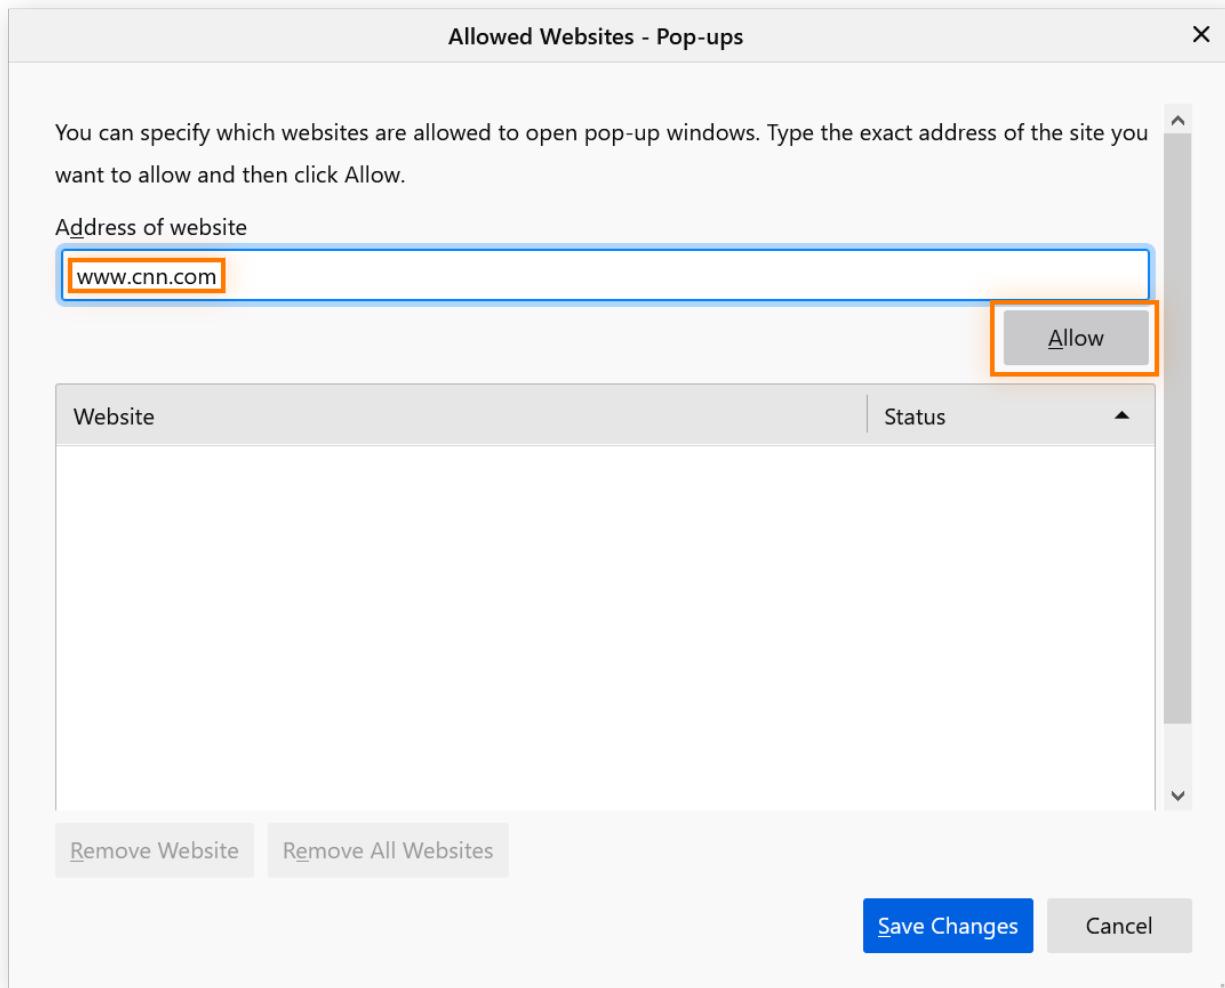 Allowed Websites - Pop-ups
You can specify which websites are allowed to open pop-up windows. Type the exact address of the site you
want to allow and then click Allow.
Address of website
www.cnn.com
Allow
Website Status
Remove Website Remove All Websites
Save Changes Cancel